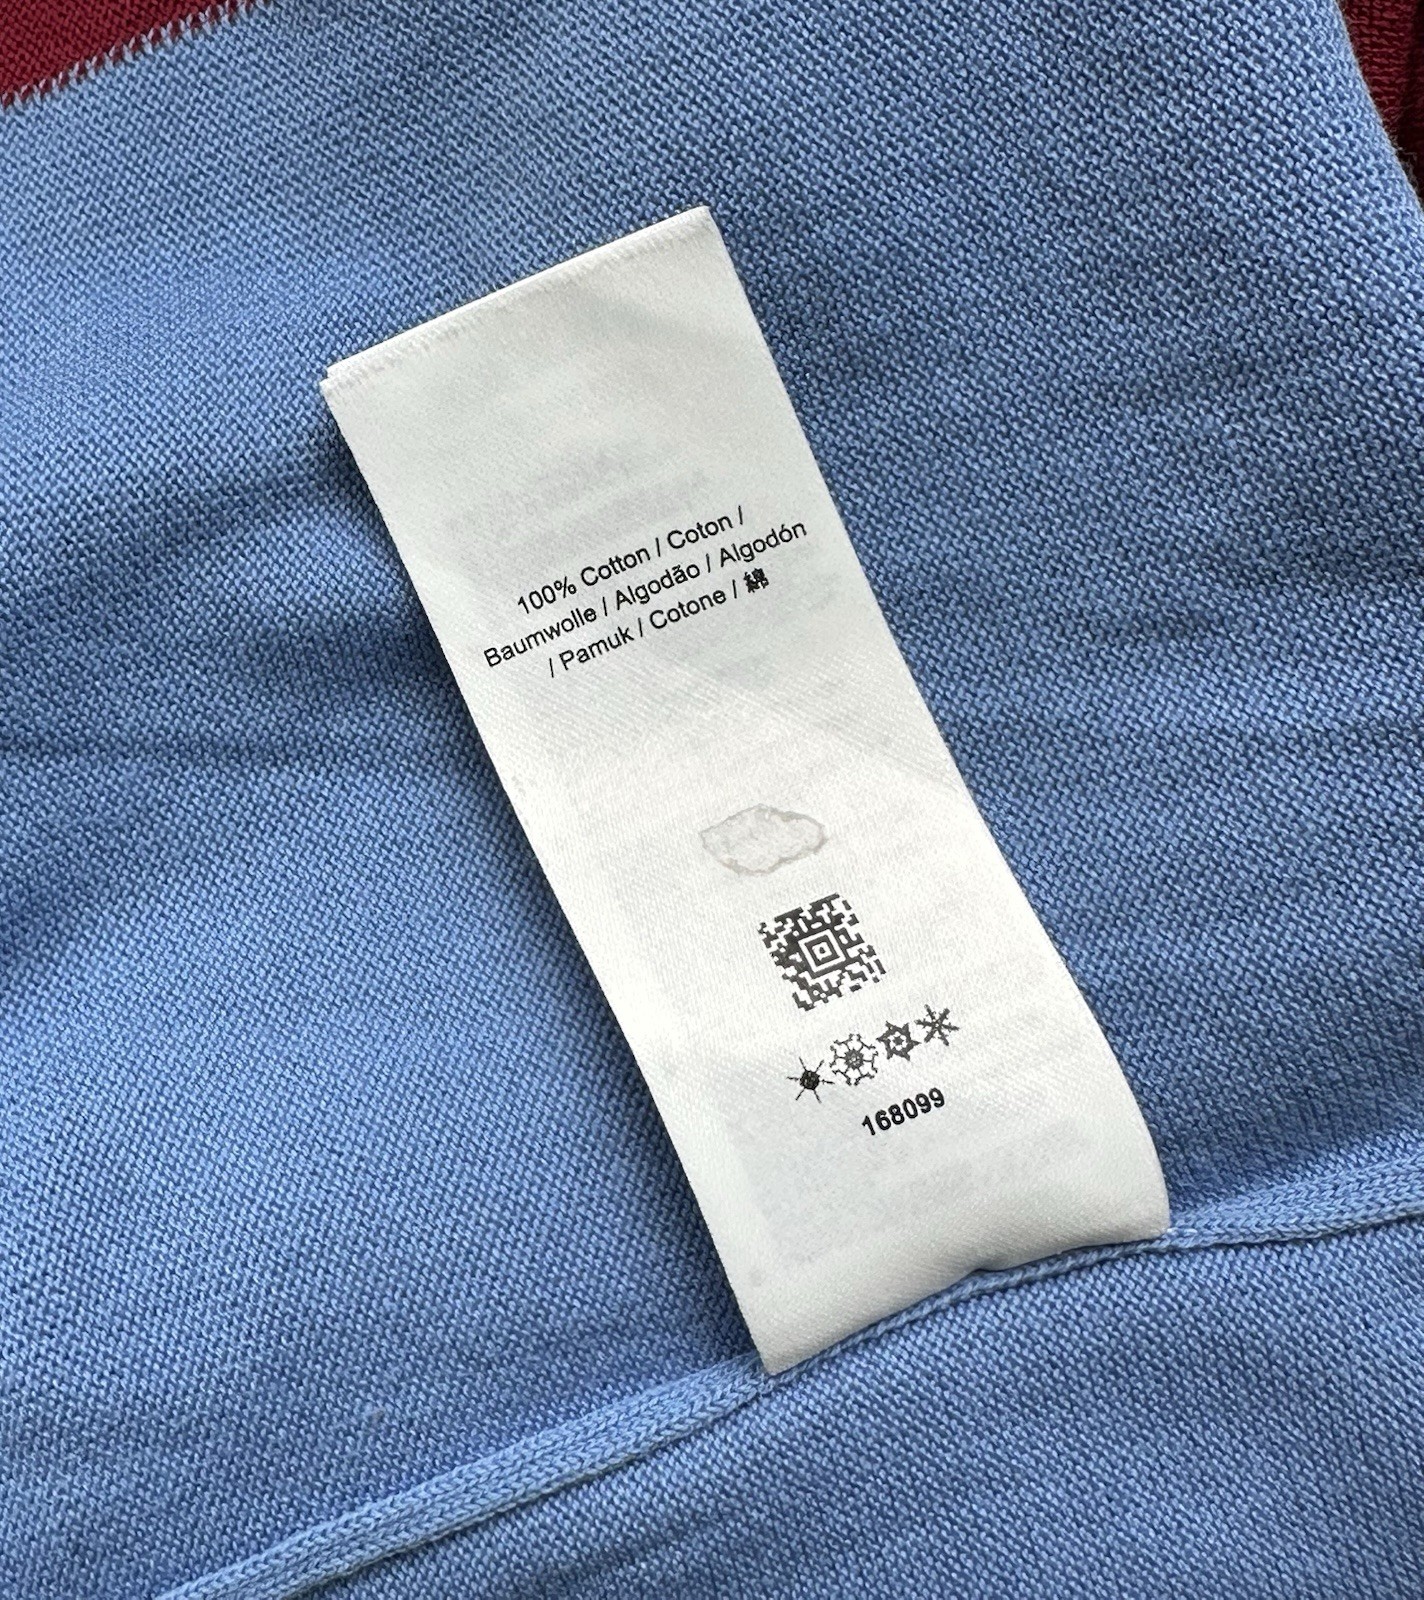 100% Cotton / Coton /
Baumwolle / Algodão / Algodón
/ Pamuk / Cotone / 綿
168099